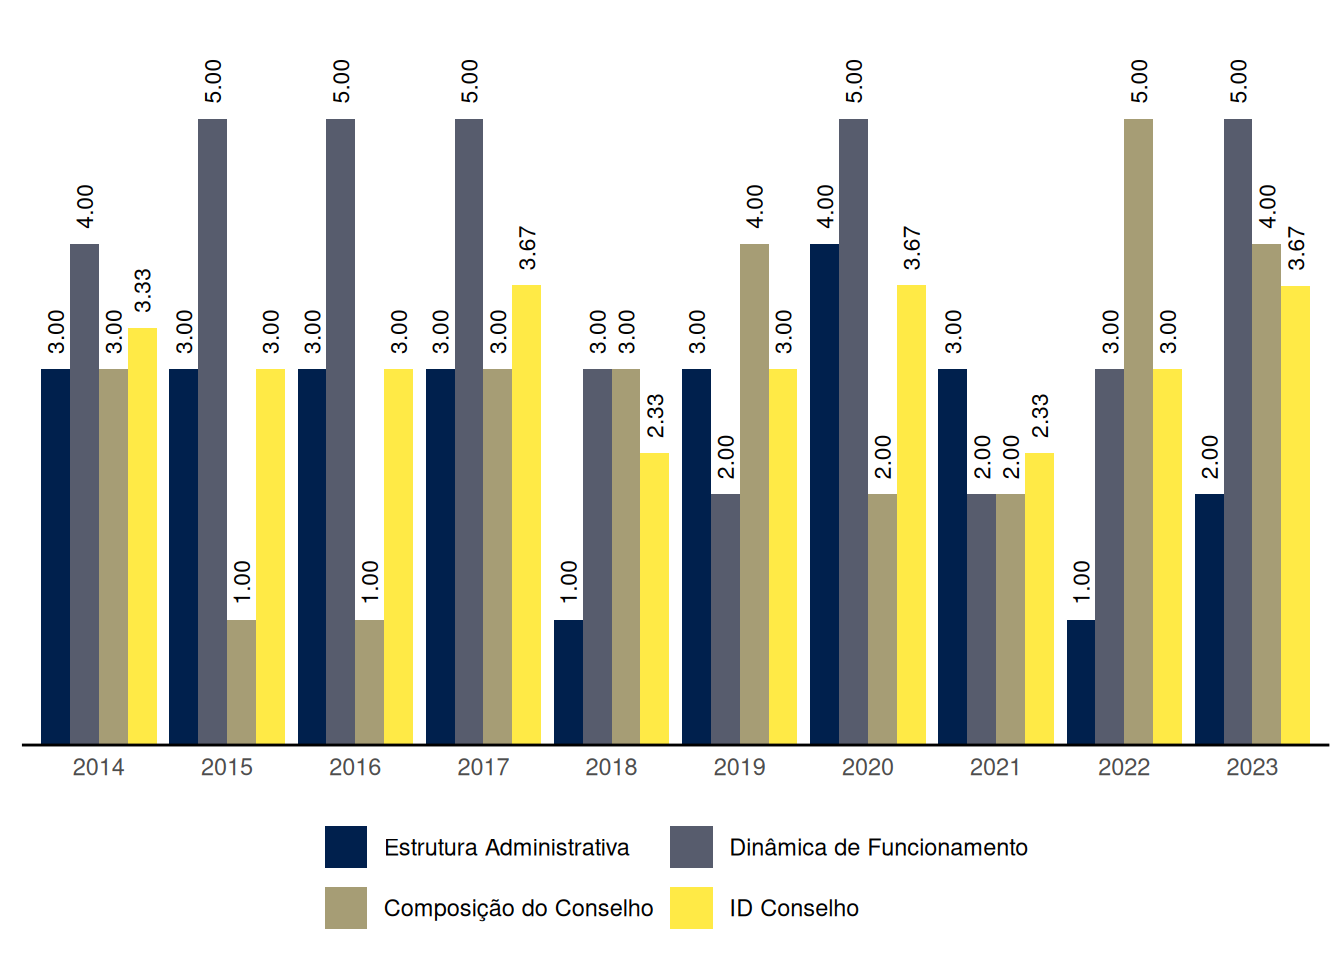 3.00 4.00 3.00 3.33 3.00 5.00 1.00 3.00 3.00 5.00 1.00 3.00 3.00 5.00 3.00 3.67 1.00 3.00 3.00 2.33 3.00 2.00 4.00 3.00 4.00 5.00 2.00 3.67 3.00 2.00 2.00 2.33 1.00 3.00 5.00 3.00 2.00 5.00 4.00 3.67
2014 2015 2016 2017 2018 2019 2020 2021 2022 2023
Estrutura Administrativa Dinâmica de Funcionamento
Composição do Conselho ID Conselho